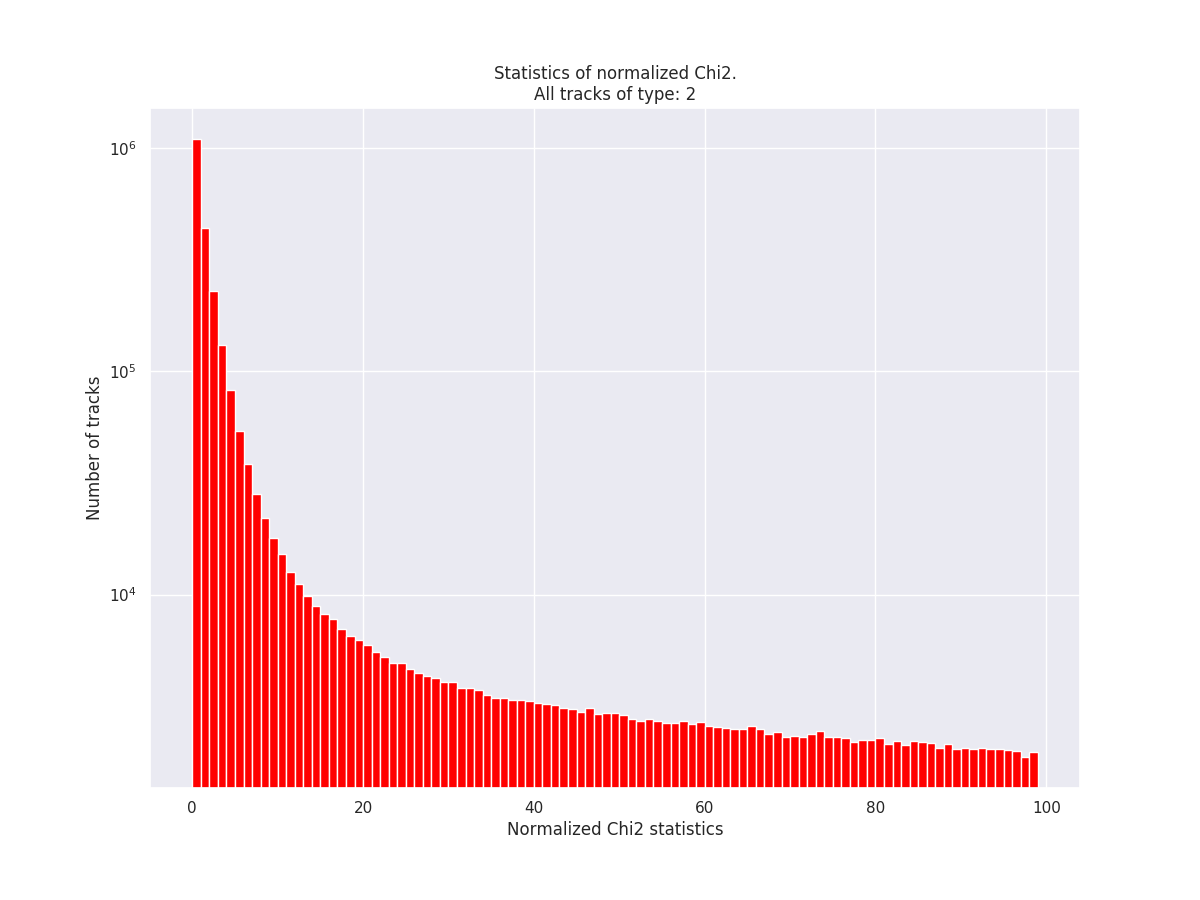 Statistics of normalized Chi2.
All tracks of type: 2
10⁶
10⁵
10⁴
Number of tracks
0 20 40 60 80 100
Normalized Chi2 statistics